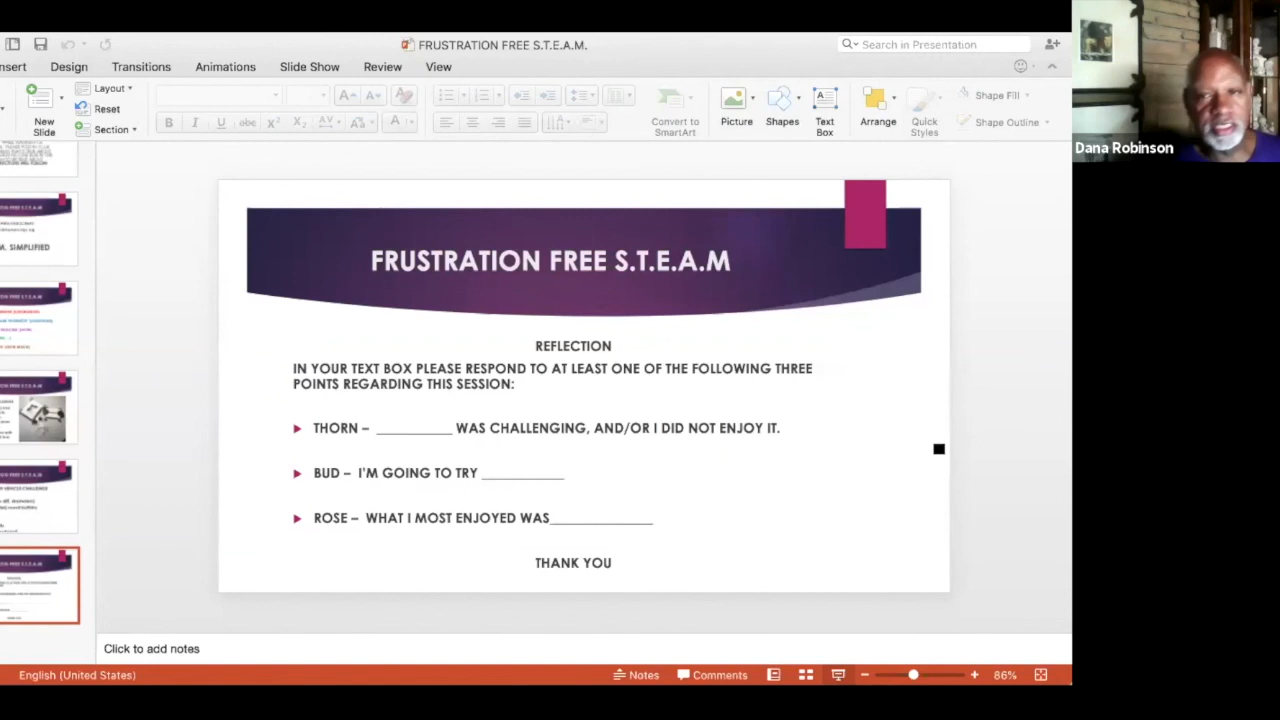 FRUSTRATION FREE S.T.E.A.M.
Search in Presentation
nsert Design Transitions Animations Slide Show Review View
New
Slide
Layout
Reset
Section
Convert to
SmartArt
Picture
Shapes
Text
Box
Arrange
Quick
Styles
Shape Fill
Shape Outline
Dana Robinson
M. SIMPLIFIED
FRUSTRATION FREE S.T.E.A.M
REFLECTION
IN YOUR TEXT BOX PLEASE RESPOND TO AT LEAST ONE OF THE FOLLOWING THREE
POINTS REGARDING THIS SESSION:
THORN – __________ WAS CHALLENGING, AND/OR I DID NOT ENJOY IT.
BUD – I'M GOING TO TRY ___________
ROSE – WHAT I MOST ENJOYED WAS______________
THANK YOU
Click to add notes
English (United States)
Notes
Comments
86%